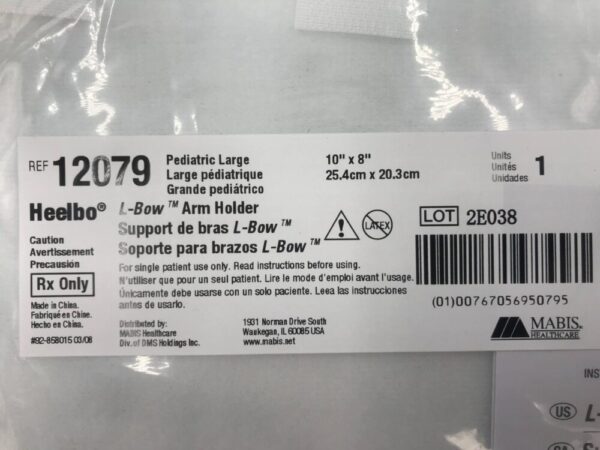 REF 12079
Pediatric Large
Large pédiatrique
Grande pediátrico
10" x 8"
25.4cm x 20.3cm
Units
Unités
Unidades
1
Heelbo® L-Bow™ Arm Holder
Support de bras L-Bow™
Soporte para brazos L-Bow™
LATEX
LOT 2E038
Caution
Avertissement
Precausión
Rx Only
For single patient use only. Read instructions before using.
N'utiliser que pour un seul patient. Lire le mode d'emploi avant l'usage.
Únicamente debe usarse con un solo paciente. Leea las instrucciones
antes de usarlo.
(01)00767056950795
Made in China.
Fabriqué en Chine.
Hecho en China.
#92-858015 03/08
Distributed by:
MABIS Healthcare
Div. of DMS Holdings Inc.
1931 Norman Drive South
Waukegan, IL 60085 USA
www.mabis.net
MABIS
HEALTHCARE
INS
US L-
CA